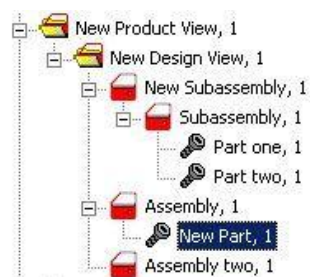 New Product View, 1
New Design View, 1
New Subassembly, 1
Subassembly, 1
Part one, 1
Part two, 1
Assembly, 1
New Part, 1
Assembly two, 1